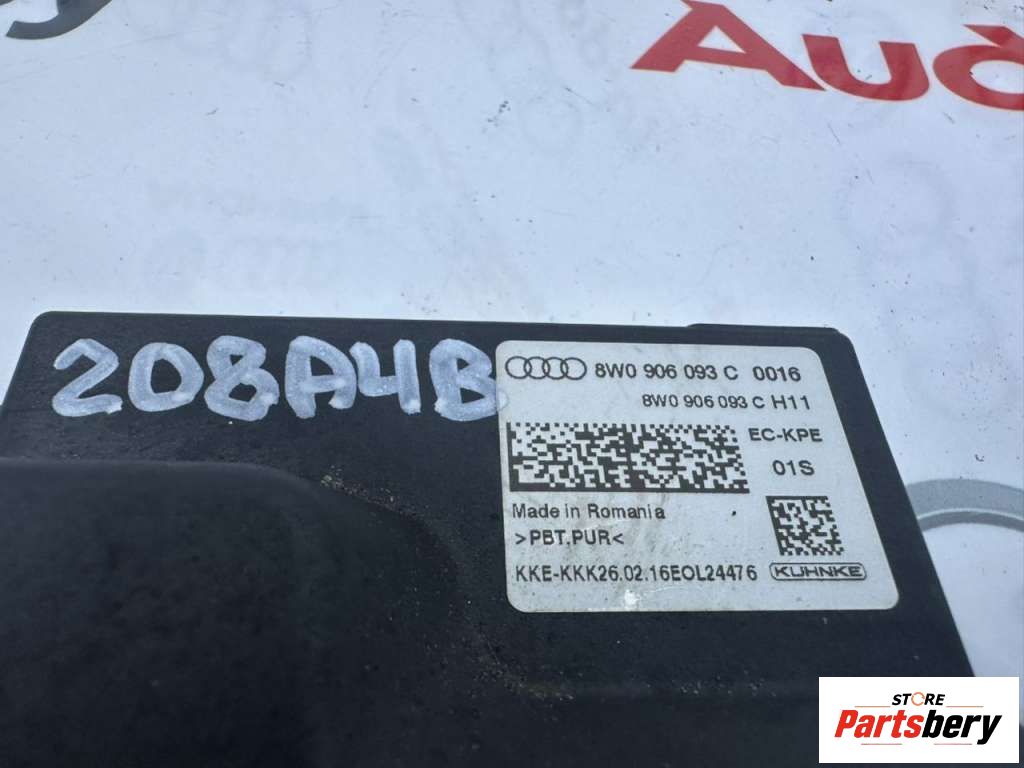 Aud
208A4B
8W0 906 093 C 0016
8W0 906 093 C H11
EC-KPE
01S
Made in Romania
>PBT.PUR<
KKE-KKK26.02.16EOL24476 KUHNKE
STORE
Partsbery